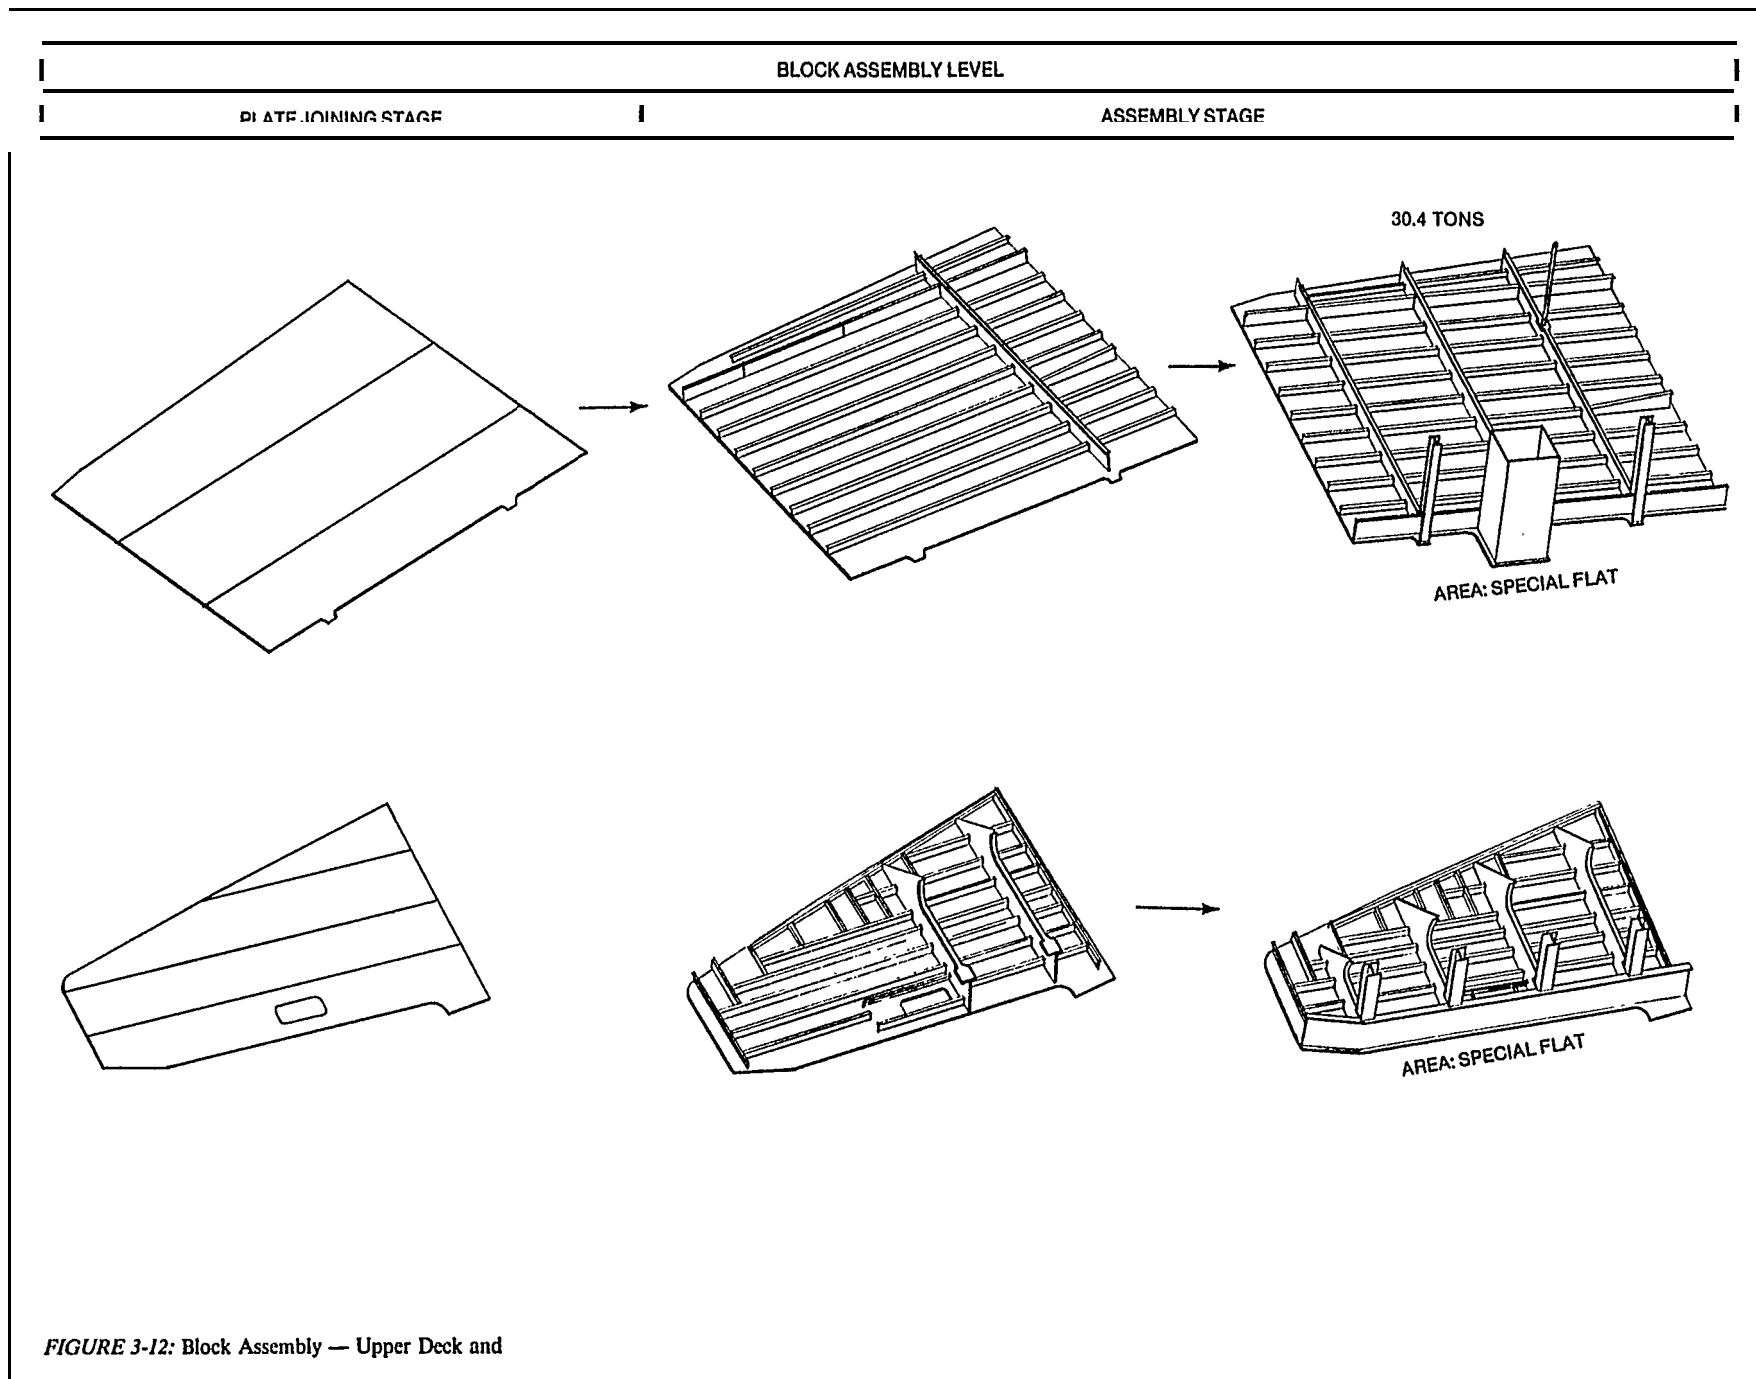 BLOCK ASSEMBLY LEVEL
PLATE JOINING STAGE
ASSEMBLY STAGE
30.4 TONS
AREA: SPECIAL FLAT
AREA: SPECIAL FLAT
FIGURE 3-12: Block Assembly — Upper Deck and